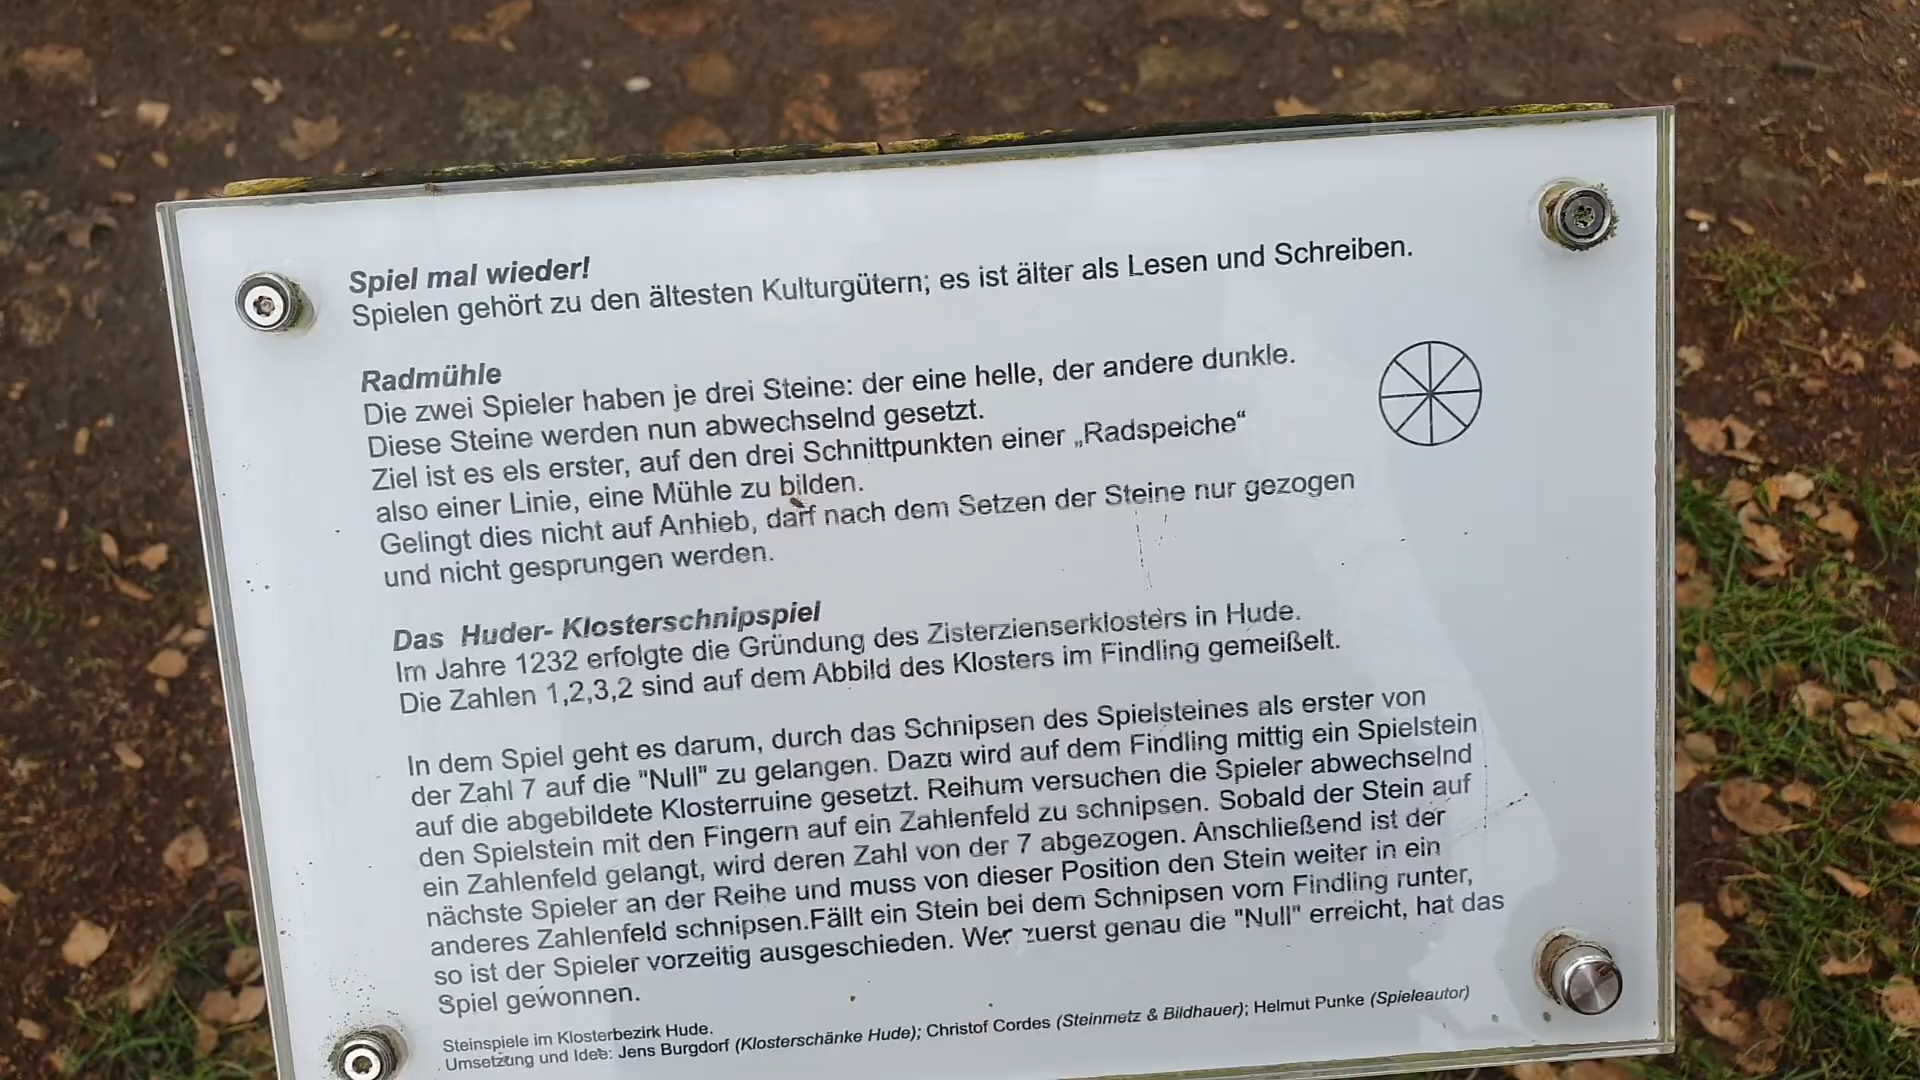 Spiel mal wieder!
Spielen gehört zu den ältesten Kulturgütern; es ist älter als Lesen und Schreiben.
Radmühle
Die zwei Spieler haben je drei Steine: der eine helle, der andere dunkle.
Diese Steine werden nun abwechselnd gesetzt.
Ziel ist es els erster, auf den drei Schnittpunkten einer „Radspeiche“
also einer Linie, eine Mühle zu bilden.
Gelingt dies nicht auf Anhieb, darf nach dem Setzen der Steine nur gezogen
und nicht gesprungen werden.
Das Huder- Klosterschnipspiel
Im Jahre 1232 erfolgte die Gründung des Zisterzienserklosters in Hude.
Die Zahlen 1,2,3,2 sind auf dem Abbild des Klosters im Findling gemeißelt.
In dem Spiel geht es darum, durch das Schnipsen des Spielsteines als erster von
der Zahl 7 auf die "Null" zu gelangen. Dazu wird auf dem Findling mittig ein Spielstein
auf die abgebildete Klosterruine gesetzt. Reihum versuchen die Spieler abwechselnd
den Spielstein mit den Fingern auf ein Zahlenfeld zu schnipsen. Sobald der Stein auf
ein Zahlenfeld gelangt, wird deren Zahl von der 7 abgezogen. Anschließend ist der
nächste Spieler an der Reihe und muss von dieser Position den Stein weiter in ein
anderes Zahlenfeld schnipsen.Fällt ein Stein bei dem Schnipsen vom Findling runter,
so ist der Spieler vorzeitig ausgeschieden. Wer zuerst genau die "Null" erreicht, hat das
Spiel gewonnen.
Steinspiele im Klosterbezirk Hude.
Umsetzung und Idee: Jens Burgdorf (Klosterschänke Hude); Christof Cordes (Steinmetz & Bildhauer); Helmut Punke (Spieleautor)